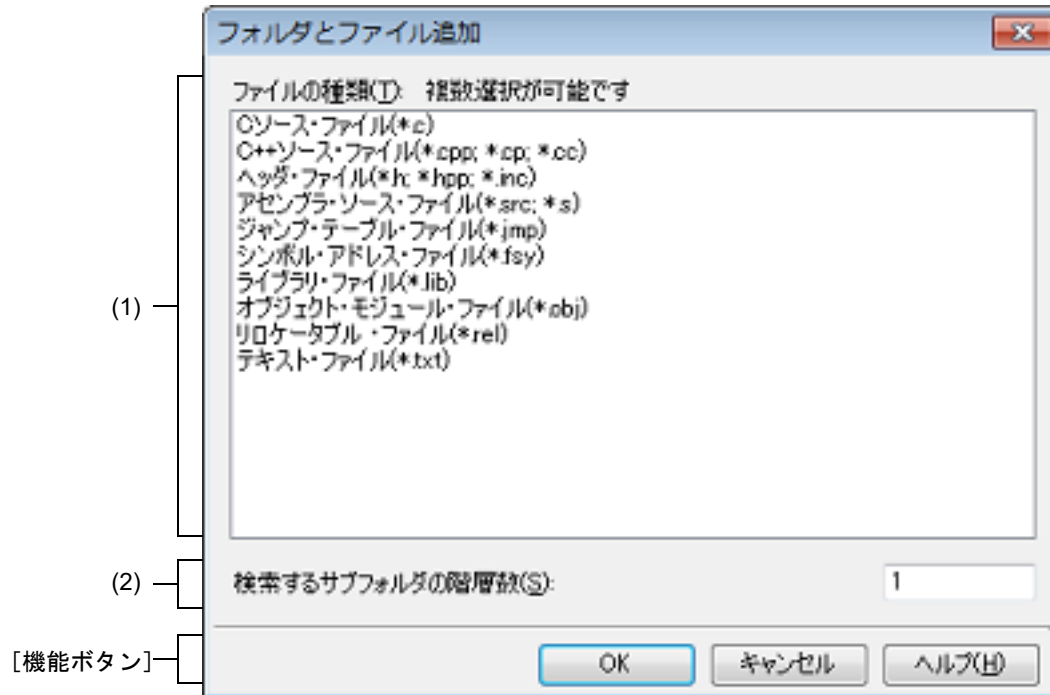 フォルダとファイル追加
ファイルの種類(T): 複数選択が可能です
Cソース・ファイル(*.c)
C++ソース・ファイル(*.cpp; *.cp; *.cc)
ヘッダ・ファイル(*.h; *.hpp; *.inc)
アセンブラ・ソース・ファイル(*.src; *.s)
ジャンプ・テーブル・ファイル(*.jmp)
シンボル・アドレス・ファイル(*.fsy)
ライブラリ・ファイル(*.lib)
オブジェクト・モジュール・ファイル(*.obj)
リロケータブル ・ファイル(*.rel)
テキスト・ファイル(*.txt)
(1)
(2)
検索するサブフォルダの階層数(S):
1
[機能ボタン]
OK
キャンセル
ヘルプ(H)